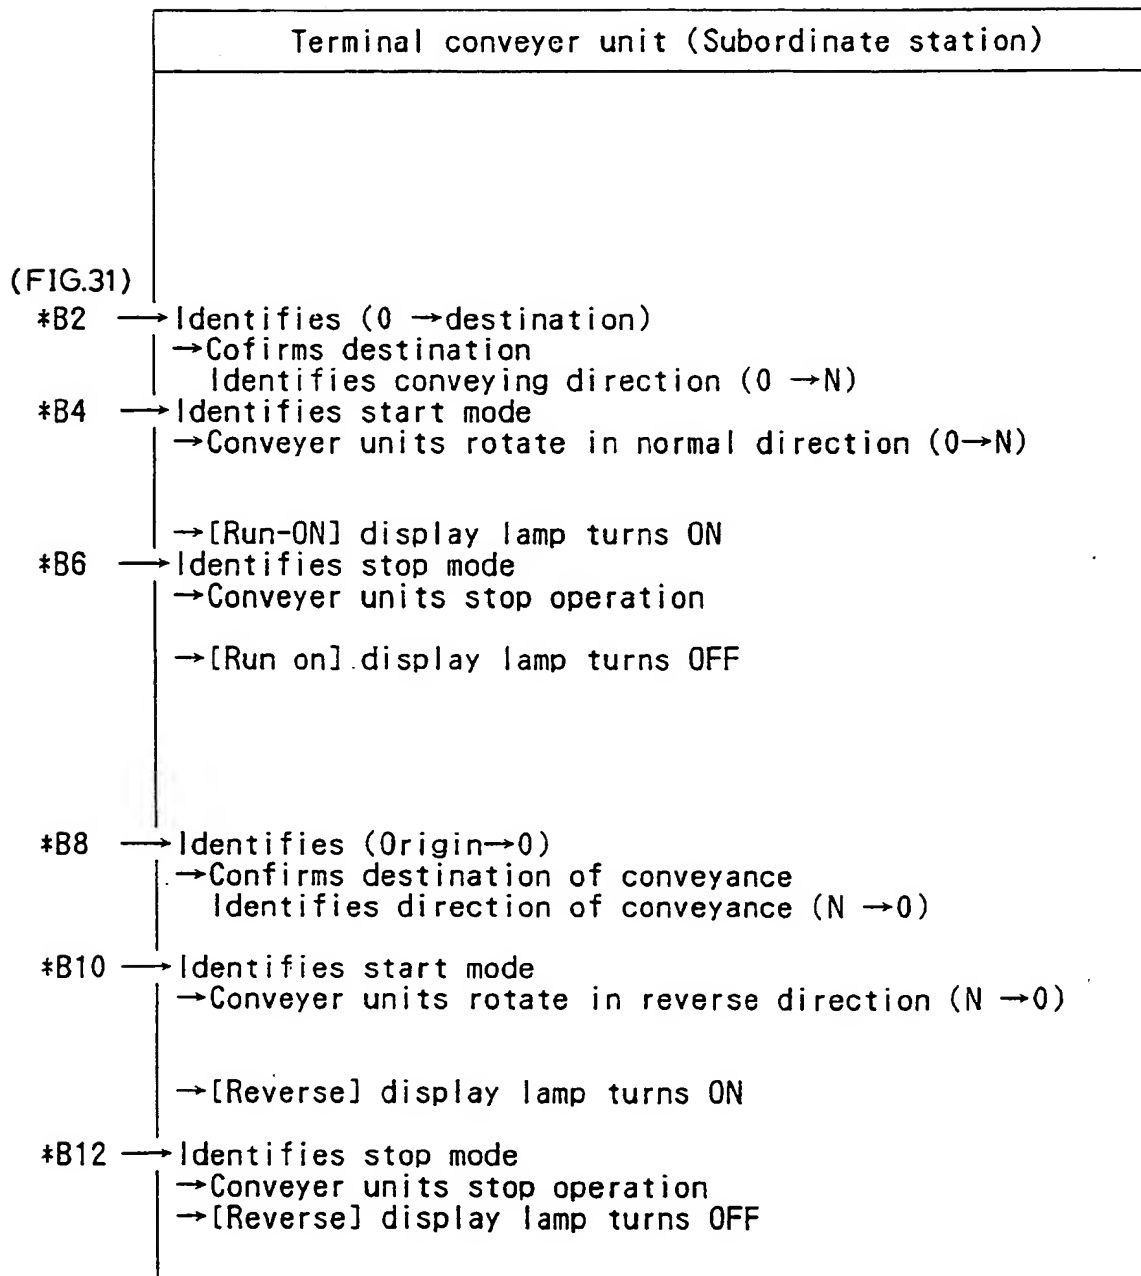 Terminal conveyer unit (Subordinate station)
(FIG.31)
*B2 →Identifies (0 →destination)
→Cofirms destination
Identifies conveying direction (0 →N)
*B4 →Identifies start mode
→Conveyer units rotate in normal direction (0→N)
→[Run-ON] display lamp turns ON
*B6 →Identifies stop mode
→Conveyer units stop operation
→[Run on] display lamp turns OFF
*B8 →Identifies (Origin→0)
→Confirms destination of conveyance
Identifies direction of conveyance (N →0)
*B10 →Identifies start mode
→Conveyer units rotate in reverse direction (N →0)
→[Reverse] display lamp turns ON
*B12 →Identifies stop mode
→Conveyer units stop operation
→[Reverse] display lamp turns OFF